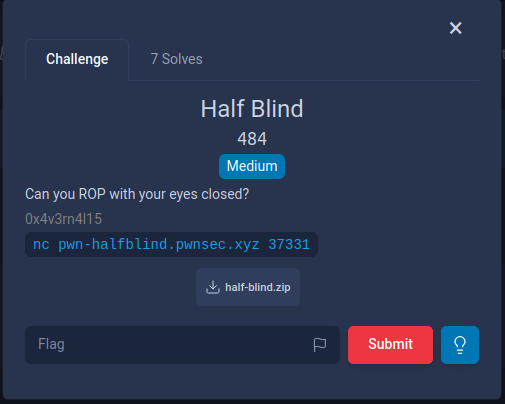 ×
Challenge 7 Solves
Half Blind
484
Medium
Can you ROP with your eyes closed?
0x4v3rn4l15
nc pwn-halfblind.pwnsec.xyz 37331
half-blind.zip
Flag Submit